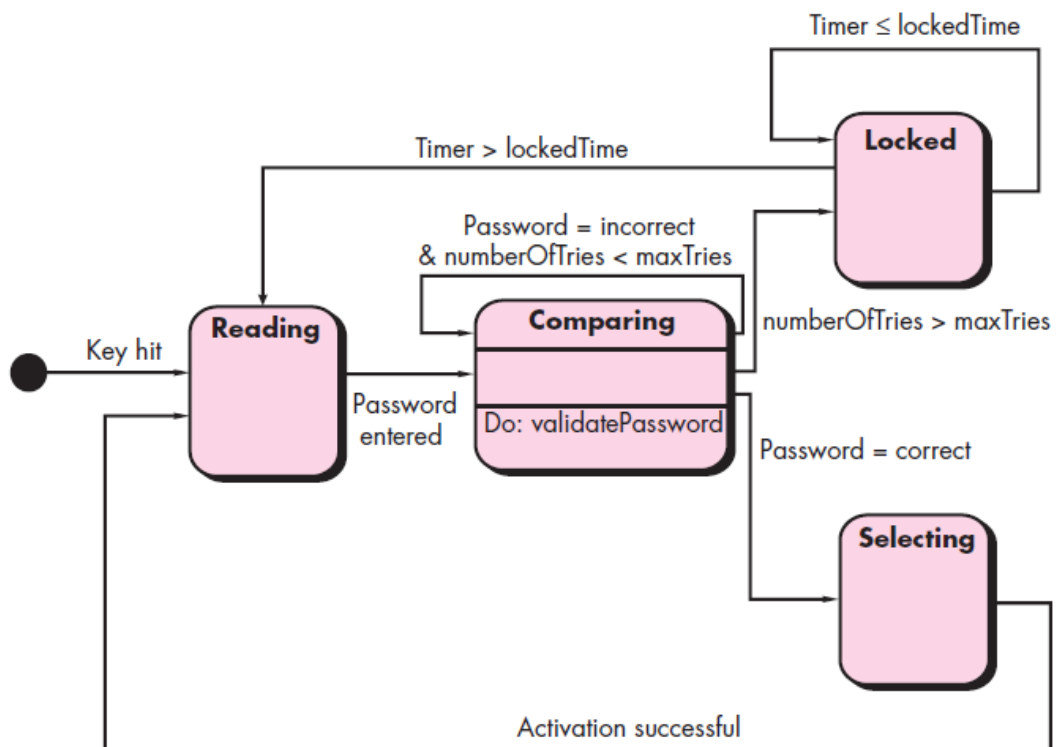 Timer ≤ lockedTime
Locked
Timer > lockedTime
Password = incorrect
& numberOfTries < maxTries
Reading
Comparing
numberOfTries > maxTries
Key hit
Password
entered
Do: validatePassword
Password = correct
Selecting
Activation successful